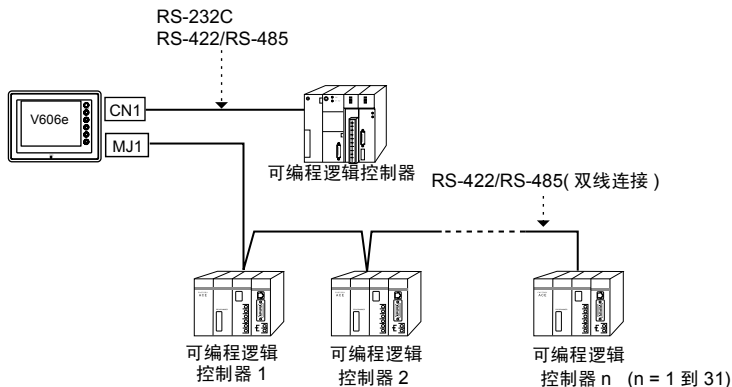 RS-232C
RS-422/RS-485
V606e
CN1
MJ1
可编程逻辑控制器
RS-422/RS-485( 双线连接 )
可编程逻辑
控制器 1
可编程逻辑
控制器 2
可编程逻辑
控制器 n (n = 1 到 31)